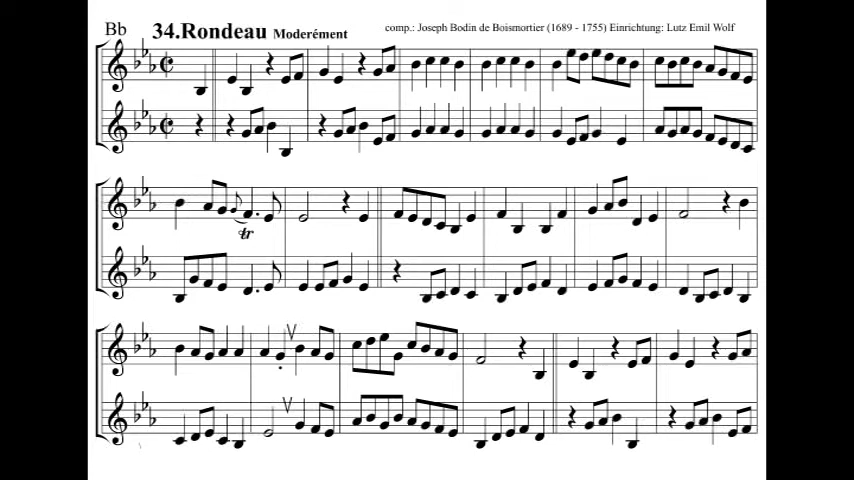 Bb
34.Rondeau Moderément
comp.: Joseph Bodin de Boismortier (1689 - 1755) Einrichtung: Lutz Emil Wolf
tr